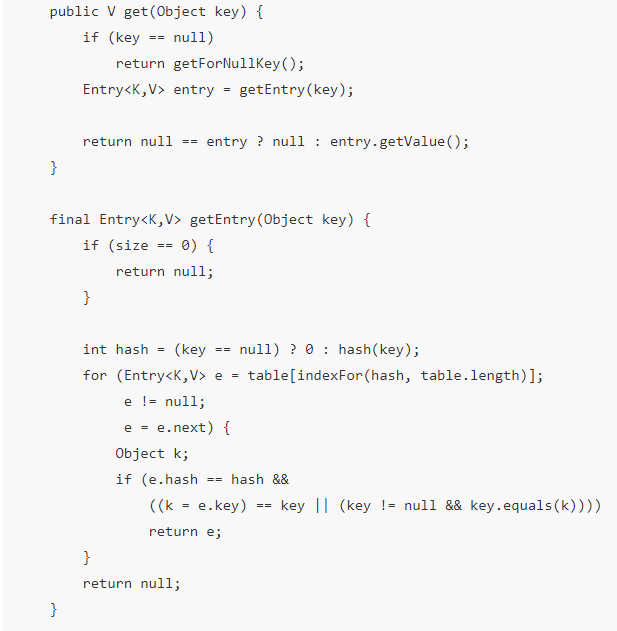 public V get(Object key) {
if (key == null)
return getForNullKey();
Entry<K,V> entry = getEntry(key);
return null == entry ? null : entry.getValue();
}
final Entry<K,V> getEntry(Object key) {
if (size == 0) {
return null;
}
int hash = (key == null) ? 0 : hash(key);
for (Entry<K,V> e = table[indexFor(hash, table.length)];
e != null;
e = e.next) {
Object k;
if (e.hash == hash &&
((k = e.key) == key || (key != null && key.equals(k))))
return e;
}
return null;
}